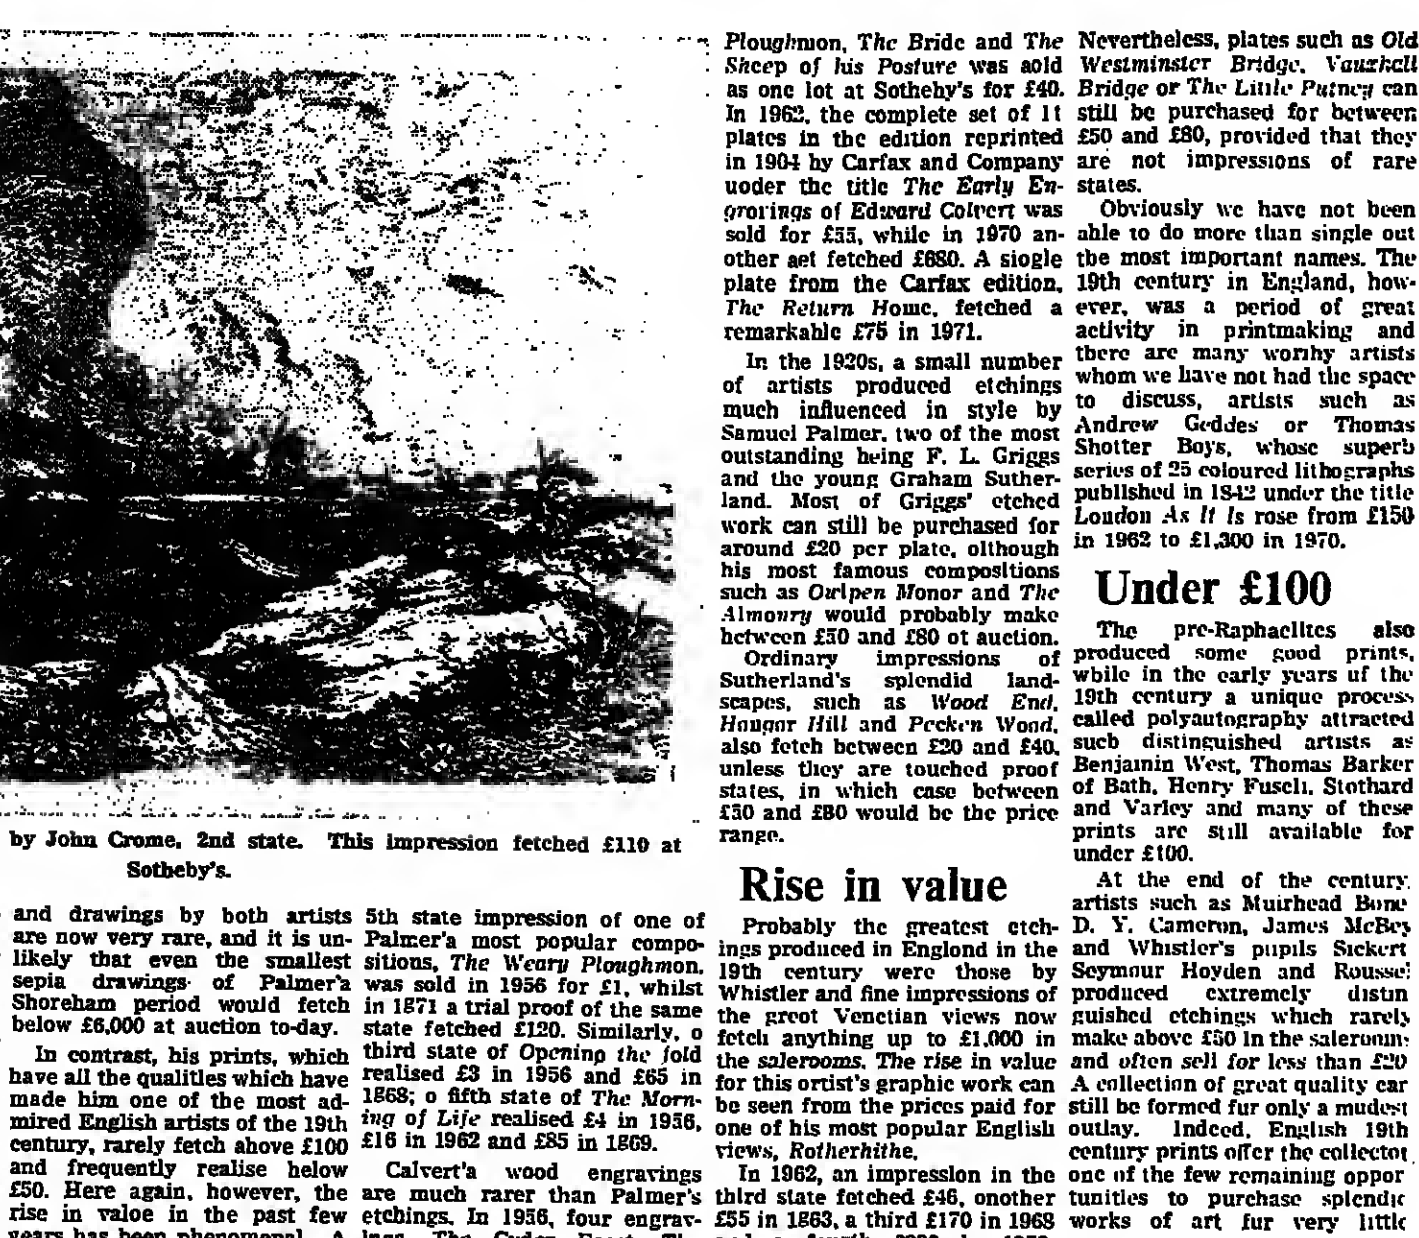 by John Crome, 2nd state. This impression fetched £110 at
Sotheby's.
and drawings by both artists
are now very rare, and it is un-
likely that even the smallest
sepia drawings of Palmer's
Shoreham period would fetch
below £6,000 at auction to-day.
In contrast, his prints, which
have all the qualities which have
made him one of the most ad-
mired English artists of the 19th
century, rarely fetch above £100
and frequently realise below
£50. Here again, however, the
rise in valoe in the past few
years has been phenomenal. A
5th state impression of one of
Palmer's most popular compo-
sitions, The Weary Ploughmon,
was sold in 1956 for £1, whilst
in 1871 a trial proof of the same
state fetched £120. Similarly, o
third state of Opening the fold
realised £3 in 1956 and £65 in
1868; o fifth state of The Morn-
ing of Life realised £4 in 1956,
£16 in 1962 and £85 in 1869.
Calvert'a wood engravings
are much rarer than Palmer's
etchings. In 1956, four engrav-
Ploughmon, The Bride and The
Sheep of his Posture was aold
as one lot at Sotheby's for £40.
In 1962, the complete set of 11
plates in the edition reprinted
in 1904 by Carfax and Company
uoder the title The Early En-
grorings of Edward Colvert was
sold for £55, while in 1970 an-
other aet fetched £680. A siogle
plate from the Carfax edition,
The Return Home, fetched a
remarkable £75 in 1971.
In the 1920s, a small number
of artists produced etchings
much influenced in style by
Samuel Palmer, two of the most
outstanding being F. L. Griggs
and the young Graham Suther-
land. Most of Griggs' etched
work can still be purchased for
around £20 per plate, olthough
his most famous compositions
such as Owlpen Monor and The
Almonry would probably make
between £50 and £80 ot auction.
Ordinary impressions of
Sutherland's splendid land-
scapes, such as Wood End,
Hangar Hill and Pecken Wood,
also fetch between £20 and £40,
unless they are touched proof
states, in which case between
£50 and £80 would be the price
range.
Rise in value
Probably the greatest etch-
ings produced in Englond in the
19th century were those by
Whistler and fine impressions of
the greot Venetian views now
fetch anything up to £1,000 in
the salerooms. The rise in value
for this ortist's graphic work can
be seen from the prices paid for
one of his most popular English
views, Rotherhithe.
In 1962, an impression in the
third state fetched £46, onother
£55 in 1863, a third £170 in 1968
Nevertheless, plates such as Old
Westminster Bridge, Vauxhall
Bridge or The Little Putney can
still be purchased for between
£50 and £80, provided that they
are not impressions of rare
states.
Obviously we have not been
able to do more than single out
the most important names. The
19th century in England, how-
ever, was a period of great
activity in printmaking and
there are many worthy artists
whom we have not had the space
to discuss, artists such as
Andrew Geddes or Thomas
Shotter Boys, whose superb
series of 25 coloured lithographs
published in 1842 under the title
London As It Is rose from £150
in 1962 to £1,300 in 1970.
Under £100
The pre-Raphaelites also
produced some good prints,
while in the early years of the
19th century a unique process
called polyautography attracted
such distinguished artists as
Benjamin West, Thomas Barker
of Bath, Henry Fuseli, Stothard
and Varley and many of these
prints are still available for
under £100.
At the end of the century,
artists such as Muirhead Bone
D. Y. Cameron, James McBey
and Whistler's pupils Sickert
Seymour Hoyden and Roussel
produced extremely distin
guished etchings which rarely
make above £50 in the saleroom
and often sell for less than £20
A collection of great quality can
still be formed for only a modest
outlay. Indeed, English 19th
century prints offer the collector
one of the few remaining oppor
tunities to purchase splendid
works of art fur very little